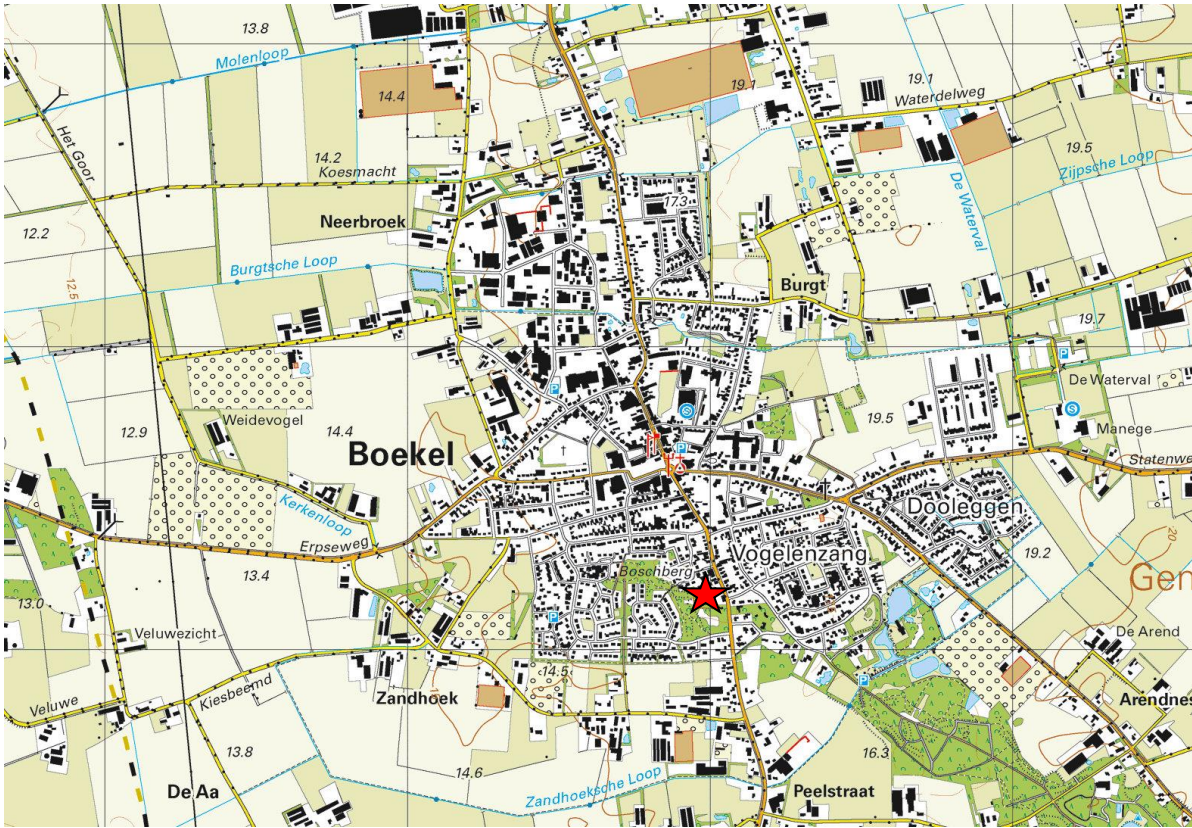 13.8
Molenloop
14.4
19.1
19.1
Waterdelweg
Het Goor
14.2
Koesmacht
19.5
Zijpsche Loop
17.3
De Waterval
12.2
Neerbroek
Burgtsche Loop
12.5
Burgt
19.7
P
P
De Waterval
Weidevogel
S
S
12.9
14.4
19.5
Manege
Boekel
P
Statenwe
Kerkenloop
Dooleggen
Erpseweg
20
Vogelenzang
19.2
Boschberg
Gen
13.4
13.0
P
Veluwezicht
De Arend
14.5
P
Zandhoek
Kiesbeemd
Veluwe
Arendnes
13.8
16.3
14.6
Zandhoeksche Loop
De Aa
Peelstraat